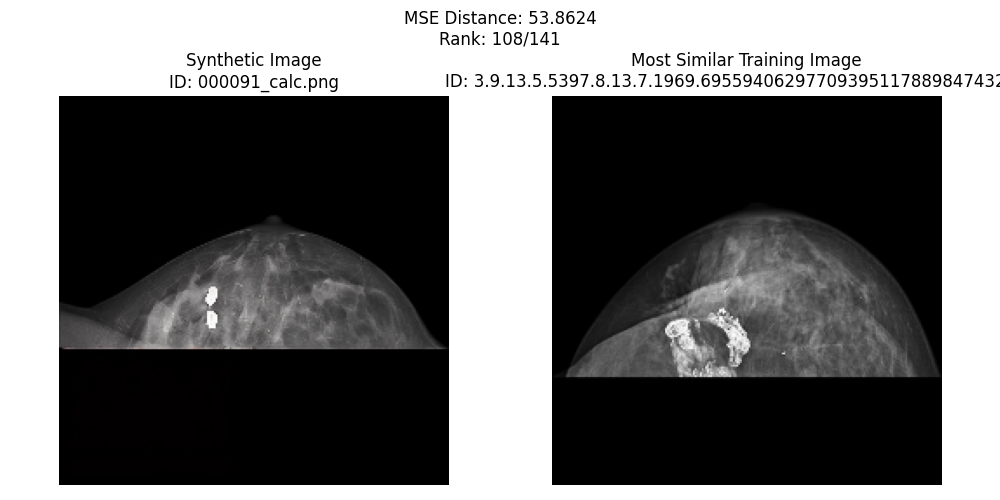 MSE Distance: 53.8624
Rank: 108/141
Synthetic Image
ID: 000091_calc.png
Most Similar Training Image
ID: 3.9.13.5.5397.8.13.7.1969.69559406297709395117889847432